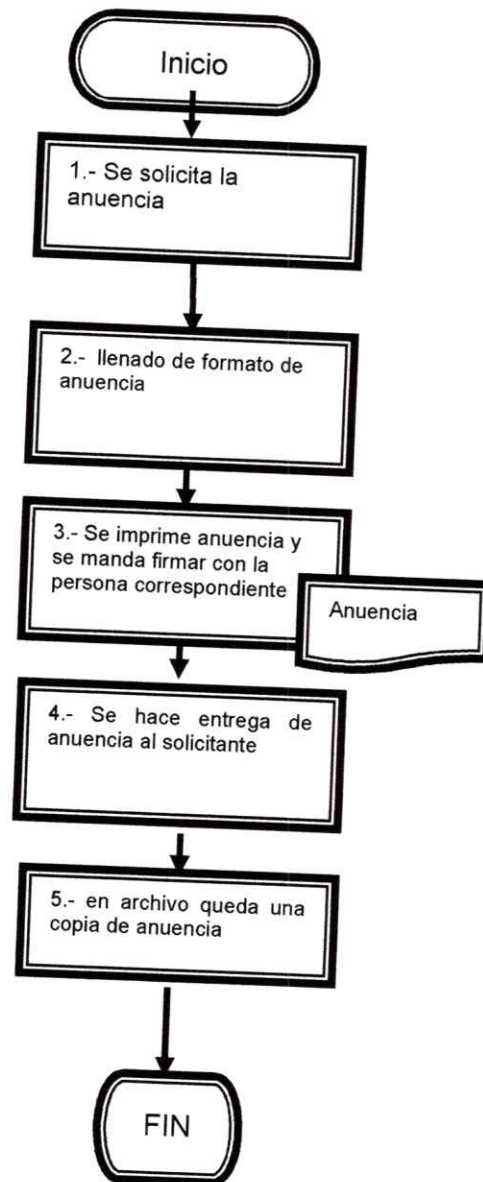 Inicio
1.- Se solicita la
anuencia
2.- llenado de formato de
anuencia
3.- Se imprime anuencia y
se manda firmar con la
persona correspondiente
Anuencia
4.- Se hace entrega de
anuencia al solicitante
5.- en archivo queda una
copia de anuencia
FIN